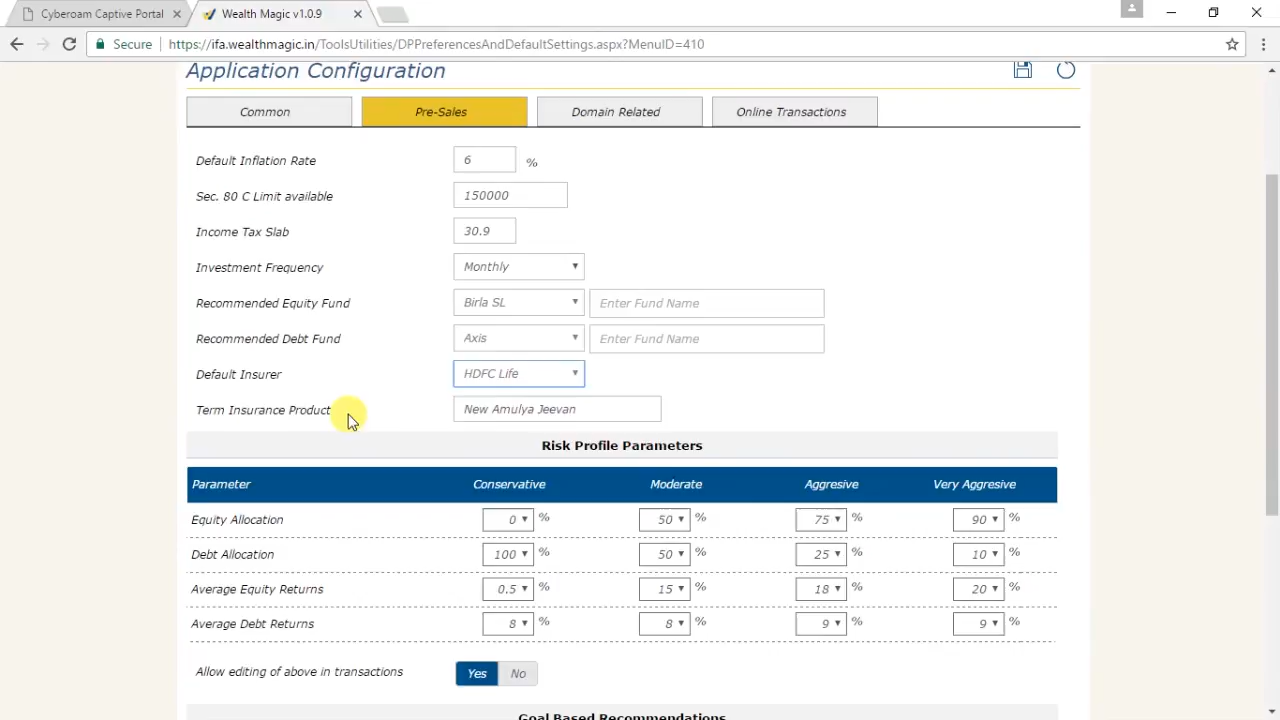 Cyberoam Captive Portal
Wealth Magic v1.0.9
Secure https://ifa.wealthmagic.in/ToolsUtilities/DPPreferencesAndDefaultSettings.aspx?MenuID=410
Application Configuration
Common Pre-Sales Domain Related Online Transactions
Default Inflation Rate 6 %
Sec. 80 C Limit available 150000
Income Tax Slab 30.9
Investment Frequency Monthly
Recommended Equity Fund Birla SL Enter Fund Name
Recommended Debt Fund Axis Enter Fund Name
Default Insurer HDFC Life
Term Insurance Product New Amulya Jeevan
Risk Profile Parameters
Parameter Conservative Moderate Aggresive Very Aggresive
Equity Allocation 0 % 50 % 75 % 90 %
Debt Allocation 100 % 50 % 25 % 10 %
Average Equity Returns 0.5 % 15 % 18 % 20 %
Average Debt Returns 8 % 8 % 9 % 9 %
Allow editing of above in transactions Yes No
Goal Based Recommendations